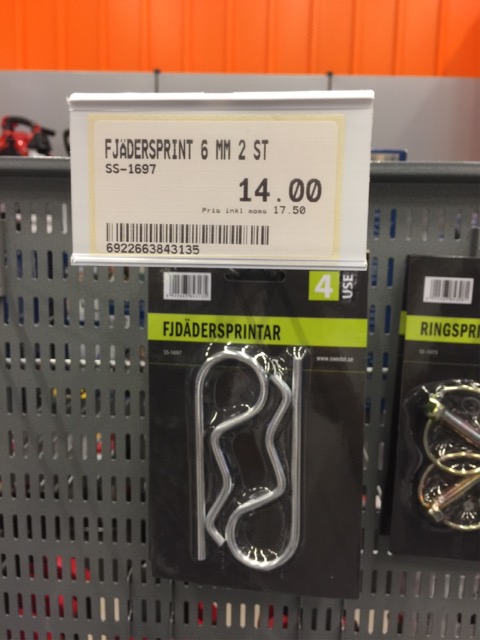 FJÄDERSPRINT 6 MM 2 ST
SS-1697
14.00
Pris inkl moms 17.50
6922663843135
4
USE
FJDÄDERSPRINTAR
SS-1697
www.swedol.se
RINGSPRI